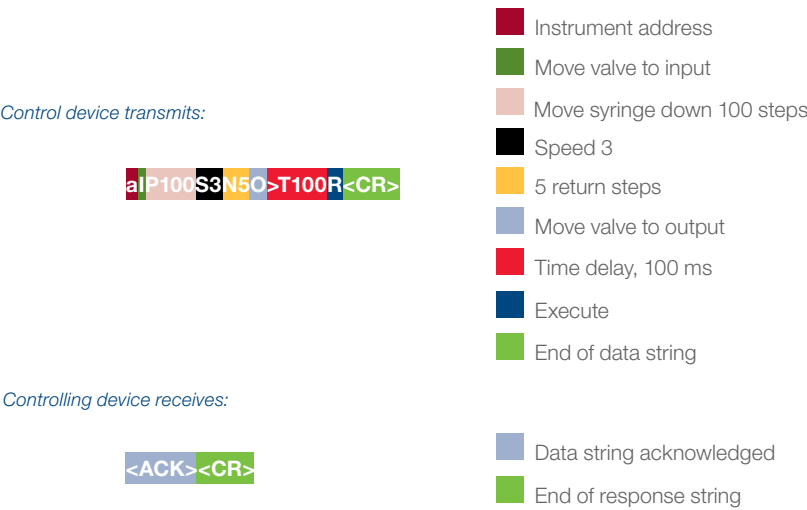 Instrument address
Move valve to input
Control device transmits:
Move syringe down 100 steps
Speed 3
aIP100S3N5O>T100R<CR>
5 return steps
Move valve to output
Time delay, 100 ms
Execute
End of data string
Controlling device receives:
<ACK><CR>
Data string acknowledged
End of response string